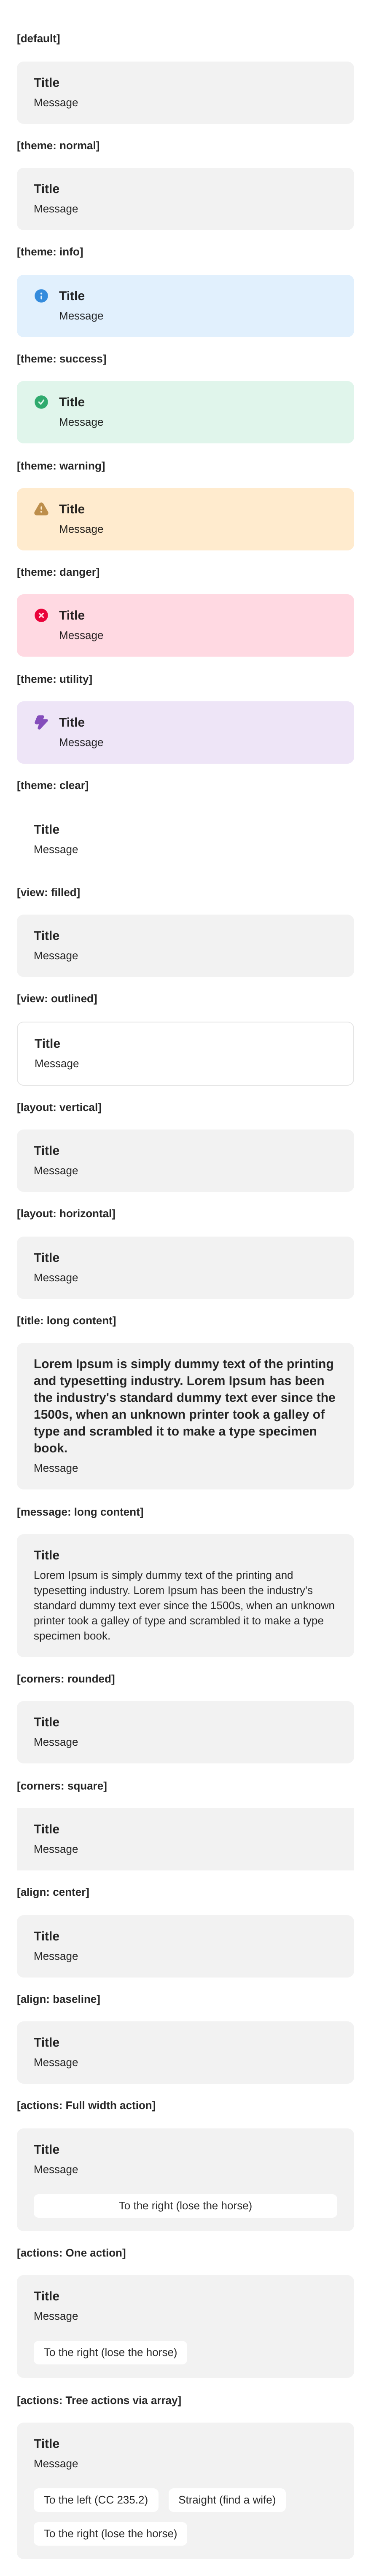 [default]
Title
Message
[theme: normal]
Title
Message
[theme: info]
Title
Message
[theme: success]
Title
Message
[theme: warning]
Title
Message
[theme: danger]
Title
Message
[theme: utility]
Title
Message
[theme: clear]
Title
Message
[view: filled]
Title
Message
[view: outlined]
Title
Message
[layout: vertical]
Title
Message
[layout: horizontal]
Title
Message
[title: long content]
Lorem Ipsum is simply dummy text of the printing
and typesetting industry. Lorem Ipsum has been
the industry's standard dummy text ever since the
1500s, when an unknown printer took a galley of
type and scrambled it to make a type specimen
book.
Message
[message: long content]
Title
Lorem Ipsum is simply dummy text of the printing and
typesetting industry. Lorem Ipsum has been the industry's
standard dummy text ever since the 1500s, when an unknown
printer took a galley of type and scrambled it to make a type
specimen book.
[corners: rounded]
Title
Message
[corners: square]
Title
Message
[align: center]
Title
Message
[align: baseline]
Title
Message
[actions: Full width action]
Title
Message
To the right (lose the horse)
[actions: One action]
Title
Message
To the right (lose the horse)
[actions: Tree actions via array]
Title
Message
To the left (CC 235.2) Straight (find a wife)
To the right (lose the horse)